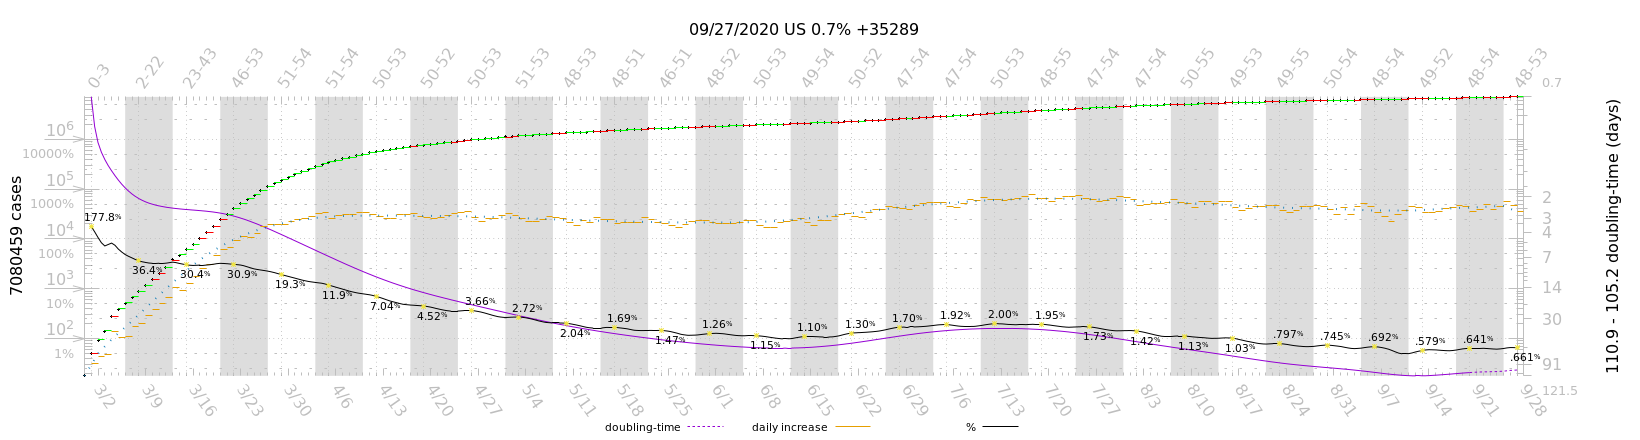 09/27/2020 US 0.7% +35289
0-3 2-22 23-43 46-53 51-54 51-54 50-53 50-52 50-53 51-53 48-53 48-51 46-51 48-52 48-53 49-54 50-52 47-54 47-54 50-53 48-55 47-54 47-54 50-55 49-53 49-55 50-54 48-54 49-52 48-54 48-53
0.7
10⁶
10000%
10⁵
1000%
10⁴
100%
10³
10%
10²
1%
7080459 cases
177.8% 36.4% 30.4% 30.9% 19.3% 11.9% 7.04% 4.52% 3.66% 2.72% 2.04% 1.69% 1.47% 1.26% 1.15% 1.10% 1.30% 1.70% 1.92% 2.00% 1.95% 1.73% 1.42% 1.13% 1.03% .797% .745% .692% .579% .641% .661%
2
3
4
7
14
30
91
121.5
110.9 - 105.2 doubling-time (days)
3/2 3/9 3/16 3/23 3/30 4/6 4/13 4/20 4/27 5/4 5/11 5/18 5/25 6/1 6/8 6/15 6/22 6/29 7/6 7/13 7/20 7/27 8/3 8/10 8/17 8/24 8/31 9/7 9/14 9/21 9/28
doubling-time daily increase %